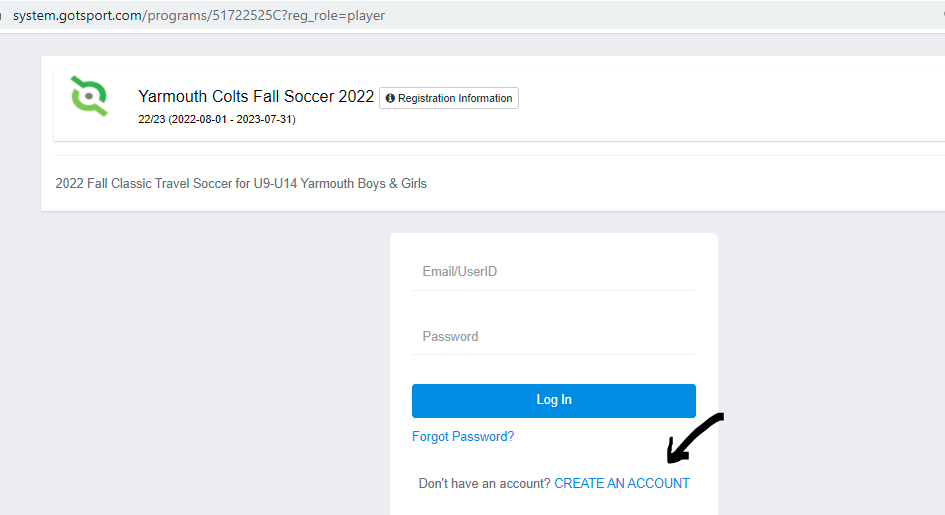 system.gotsport.com/programs/51722525C?reg_role=player
Yarmouth Colts Fall Soccer 2022 Registration Information
22/23 (2022-08-01 - 2023-07-31)
2022 Fall Classic Travel Soccer for U9-U14 Yarmouth Boys & Girls
Email/UserID
Password
Log In
Forgot Password?
Don't have an account? CREATE AN ACCOUNT